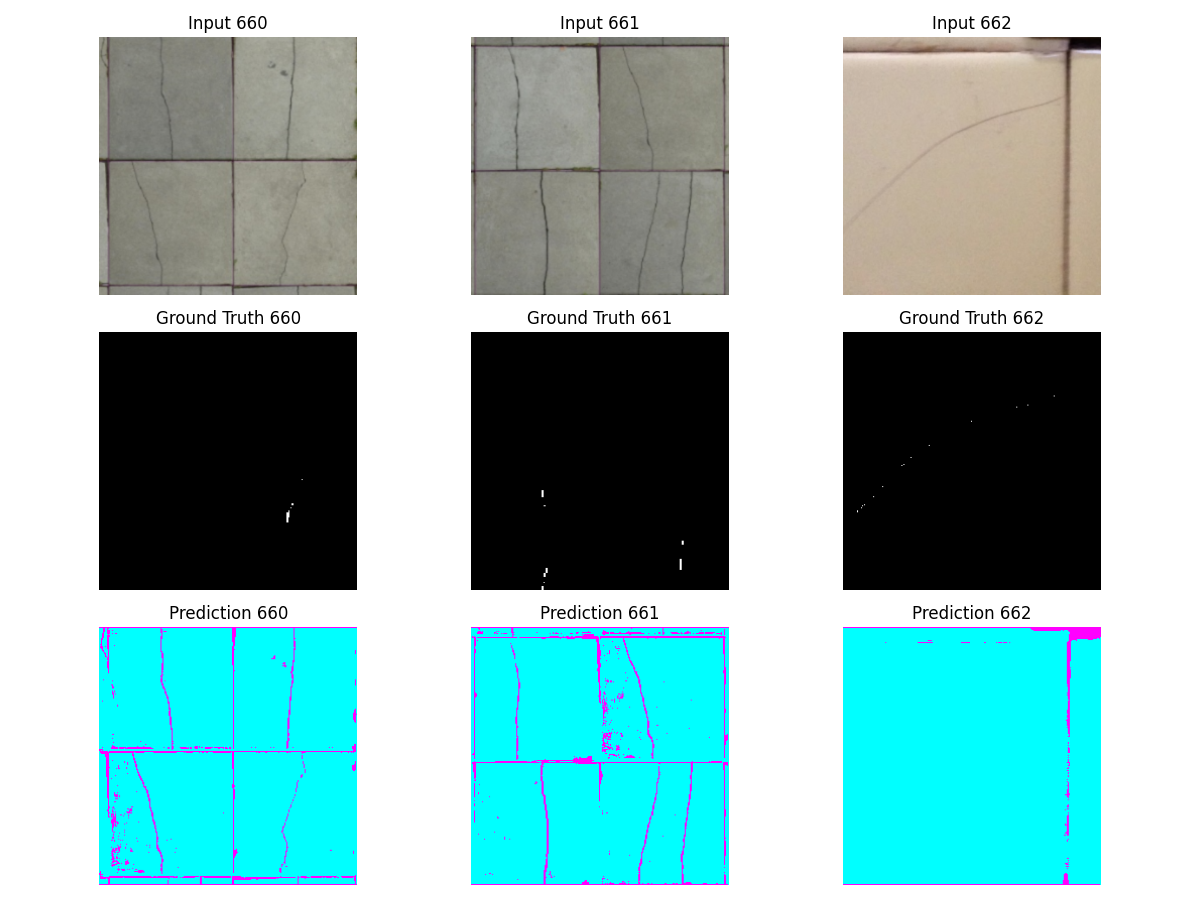 Input 660
Input 661
Input 662
Ground Truth 660
Ground Truth 661
Ground Truth 662
Prediction 660
Prediction 661
Prediction 662